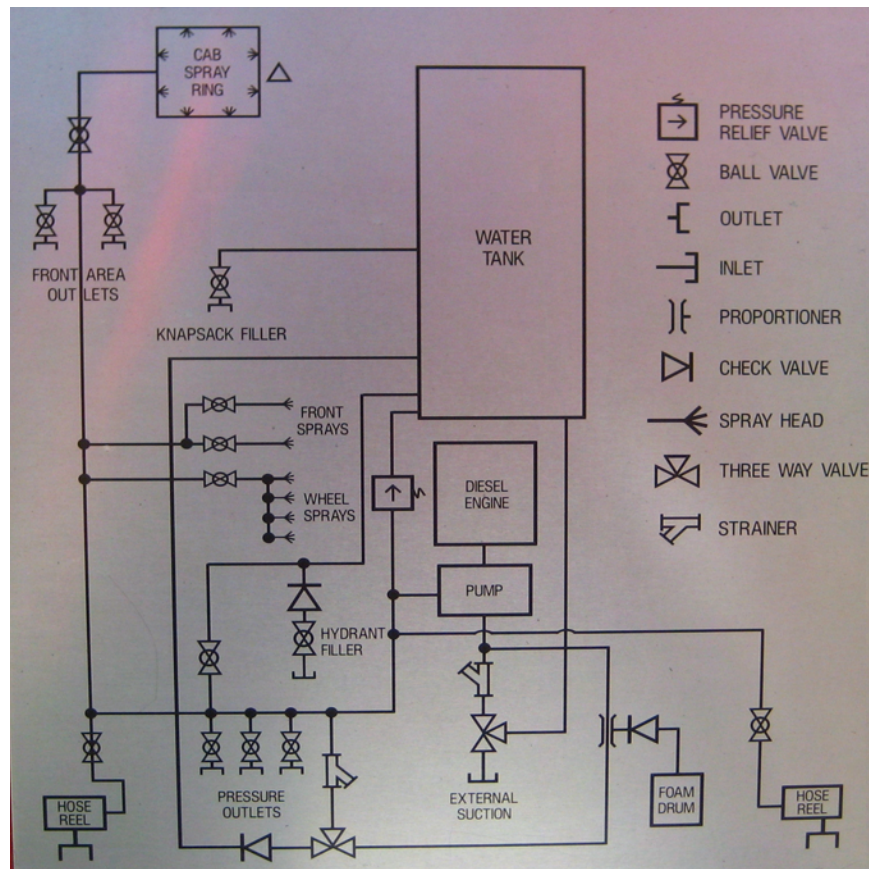 CAB
SPRAY
RING
FRONT AREA
OUTLETS
KNAPSACK FILLER
WATER
TANK
FRONT
SPRAYS
WHEEL
SPRAYS
DIESEL
ENGINE
PUMP
HYDRANT
FILLER
PRESSURE
OUTLETS
EXTERNAL
SUCTION
FOAM
DRUM
HOSE
REEL
HOSE
REEL
PRESSURE
RELIEF VALVE
BALL VALVE
OUTLET
INLET
PROPORTIONER
CHECK VALVE
SPRAY HEAD
THREE WAY VALVE
STRAINER